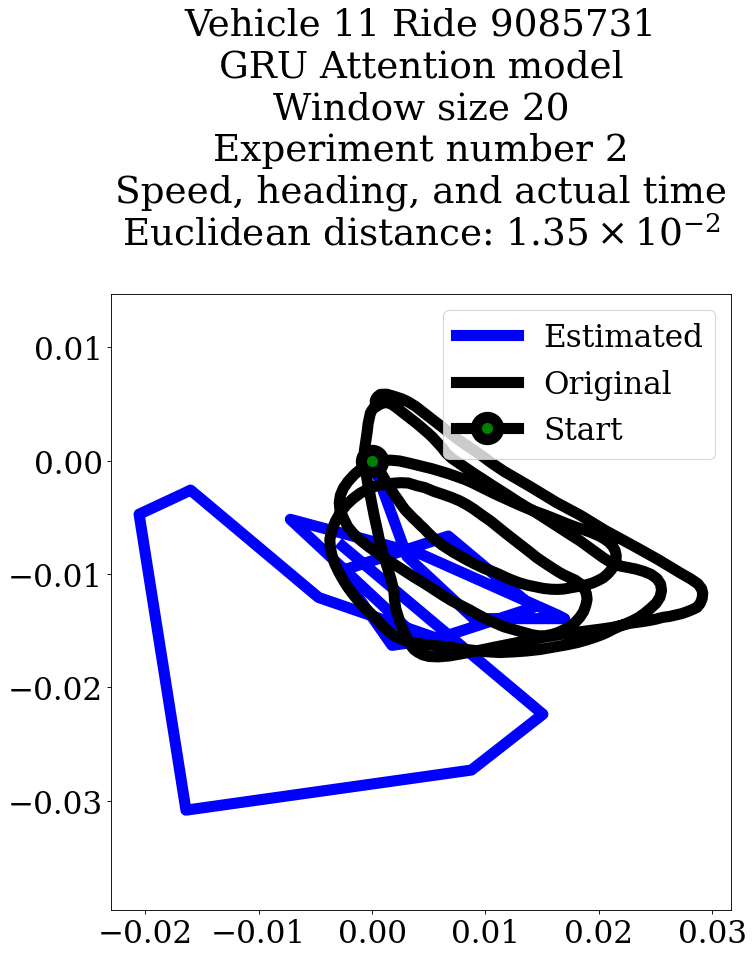 Vehicle 11 Ride 9085731
GRU Attention model
Window size 20
Experiment number 2
Speed, heading, and actual time
Euclidean distance: 1.35 × 10⁻²
Estimated
Original
Start
0.01
0.00
−0.01
−0.02
−0.03
−0.02 −0.01 0.00 0.01 0.02 0.03